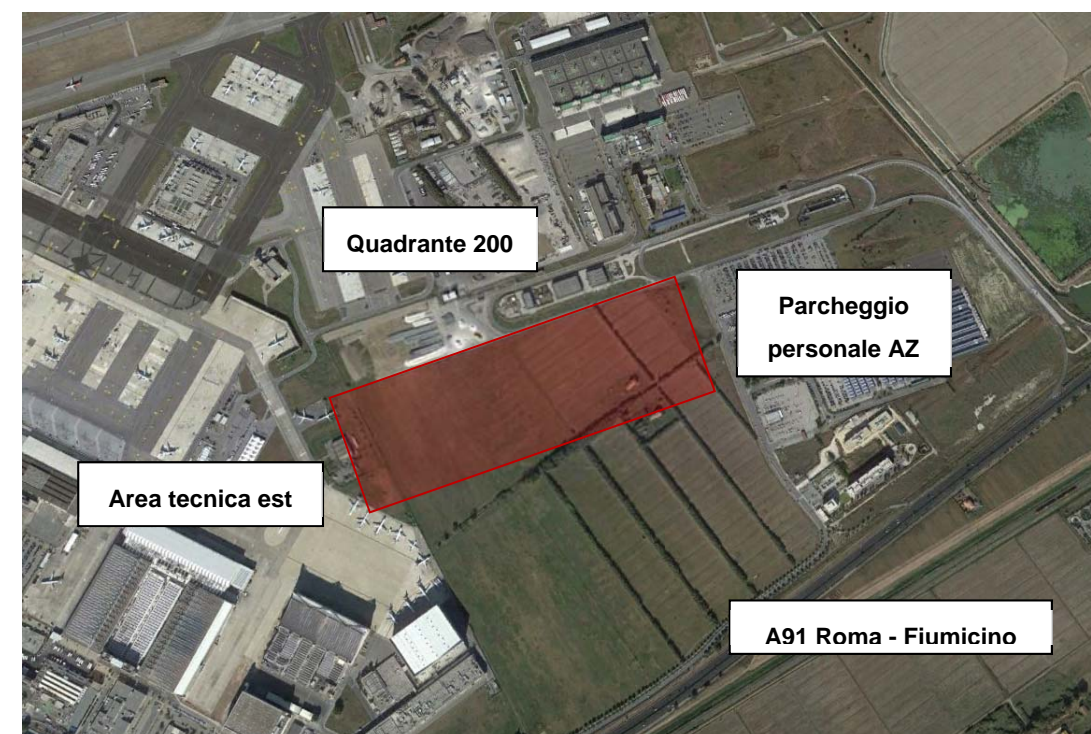 Quadrante 200
Parcheggio
personale AZ
Area tecnica est
A91 Roma - Fiumicino